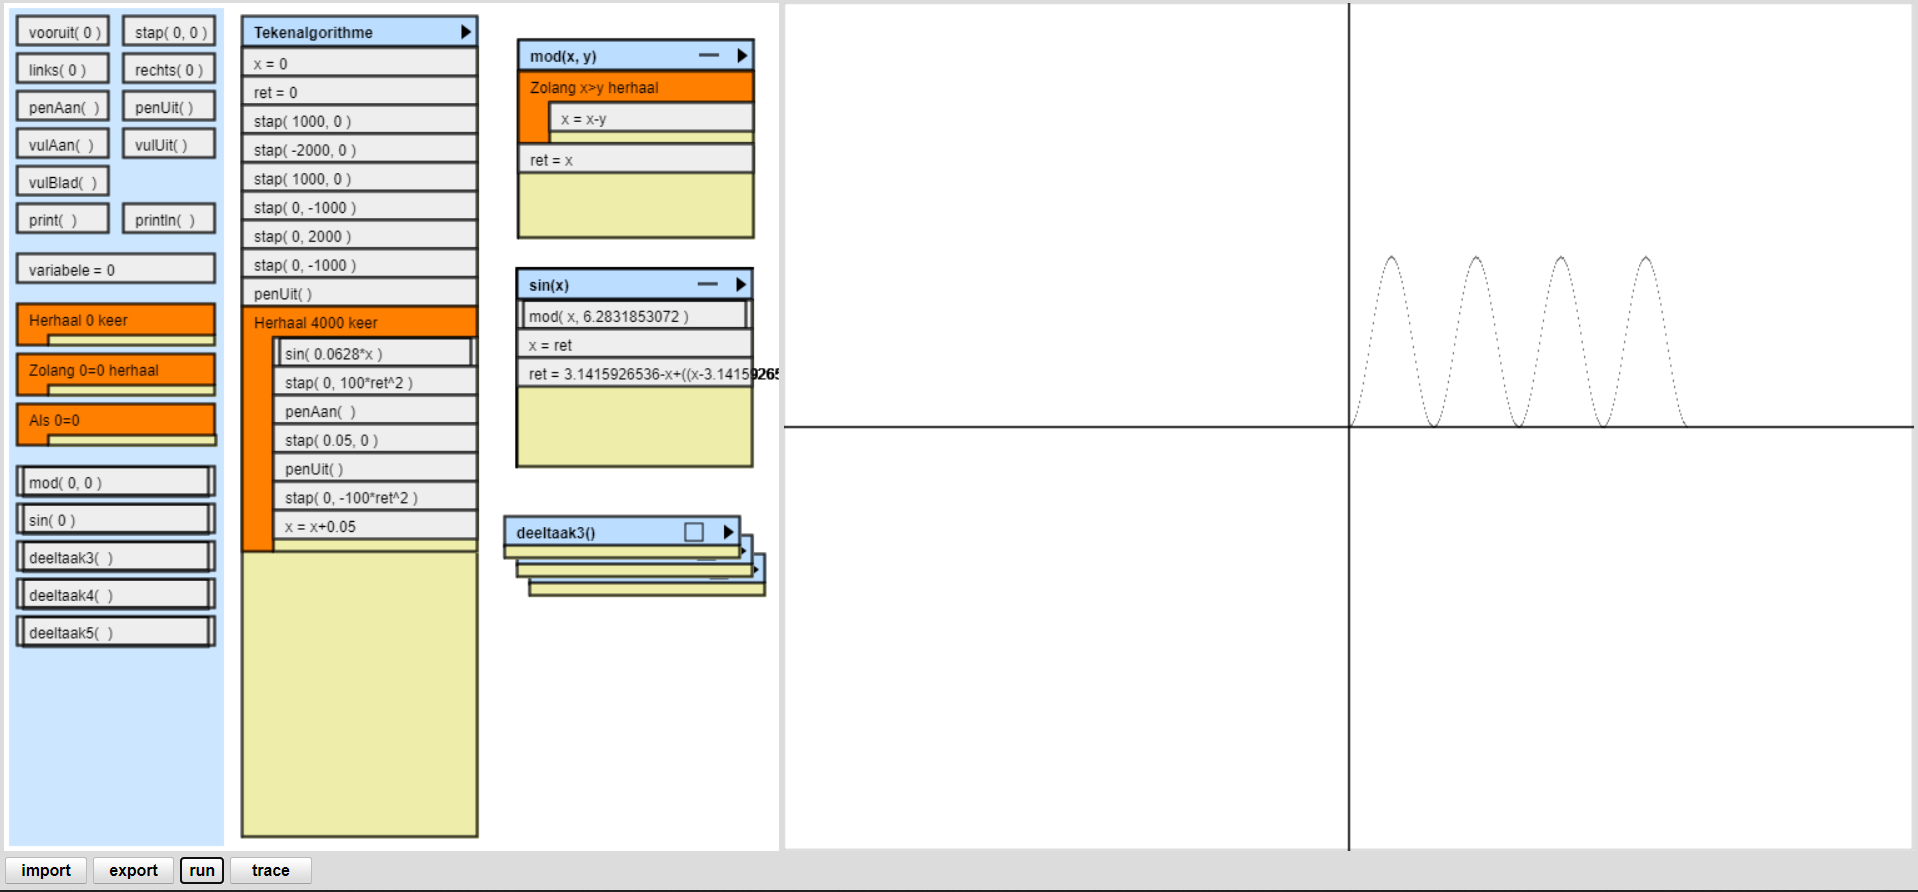 vooruit( 0 )
stap( 0, 0 )
links( 0 )
rechts( 0 )
penAan(  )
penUit( )
vulAan(  )
vulUit( )
vulBlad(  )
print(  )
println(  )
variabele = 0
Herhaal 0 keer
Zolang 0=0 herhaal
Als 0=0
mod( 0, 0 )
sin( 0 )
deeltaak3(  )
deeltaak4(  )
deeltaak5(  )
Tekenalgorithme
x = 0
ret = 0
stap( 1000, 0 )
stap( -2000, 0 )
stap( 1000, 0 )
stap( 0, -1000 )
stap( 0, 2000 )
stap( 0, -1000 )
penUit( )
Herhaal 4000 keer
sin( 0.0628*x )
stap( 0, 100*ret^2 )
penAan(  )
stap( 0.05, 0 )
penUit( )
stap( 0, -100*ret^2 )
x = x+0.05
mod(x, y)
Zolang x>y herhaal
x = x-y
ret = x
sin(x)
mod( x, 6.2831853072 )
x = ret
ret = 3.1415926536-x+((x-3.1415926
deeltaak3()
import
export
run
trace